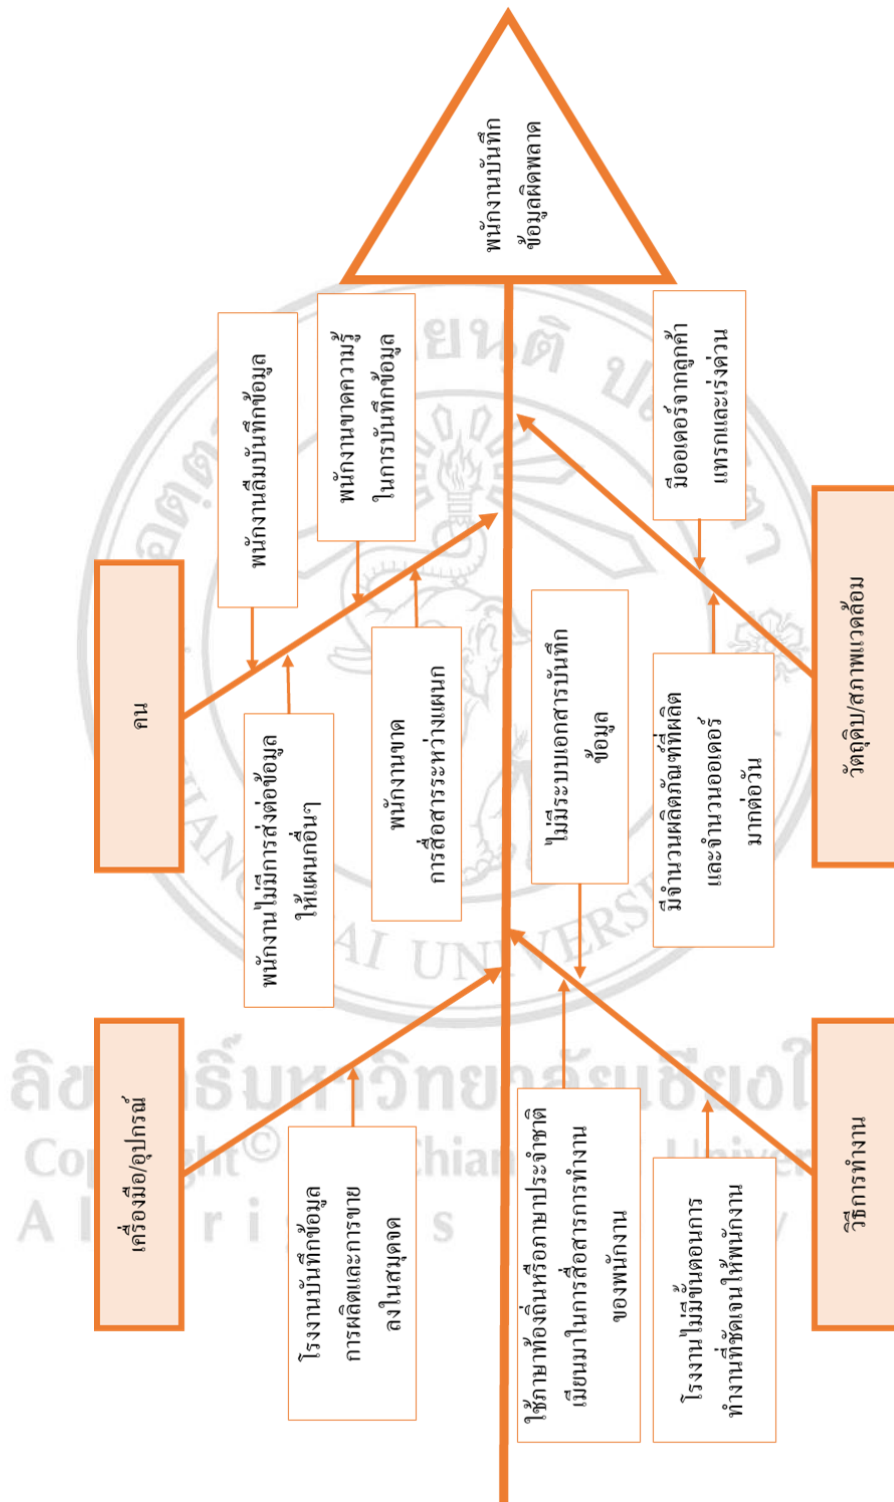 เครื่องมือ/อุปกรณ์
คน
พนักงานลืมบันทึกข้อมูล
พนักงานขาดความรู้
ในการบันทึกข้อมูล
พนักงานไม่มีการส่งต่อข้อมูล
ให้แผนกอื่นๆ
พนักงานขาด
การสื่อสารระหว่างแผนก
โรงงานบันทึกข้อมูล
การผลิตและการขาย
ลงในสมุดจด
พนักงานบันทึก
ข้อมูลผิดพลาด
ใช้ภาษาท้องถิ่นหรือภาษาประจำชาติ
เมียนมาในการสื่อสารการทำงาน
ของพนักงาน
ไม่มีระบบเอกสารบันทึก
ข้อมูล
โรงงานไม่มีขั้นตอนการ
ทำงานที่ชัดเจนให้พนักงาน
มีจำนวนผลิตภัณฑ์ที่ผลิต
และจำนวนออเดอร์
มากต่อวัน
มีออเดอร์จากลูกค้า
แทรกและเร่งด่วน
วิธีการทำงาน
วัตถุดิบ/สภาพแวดล้อม